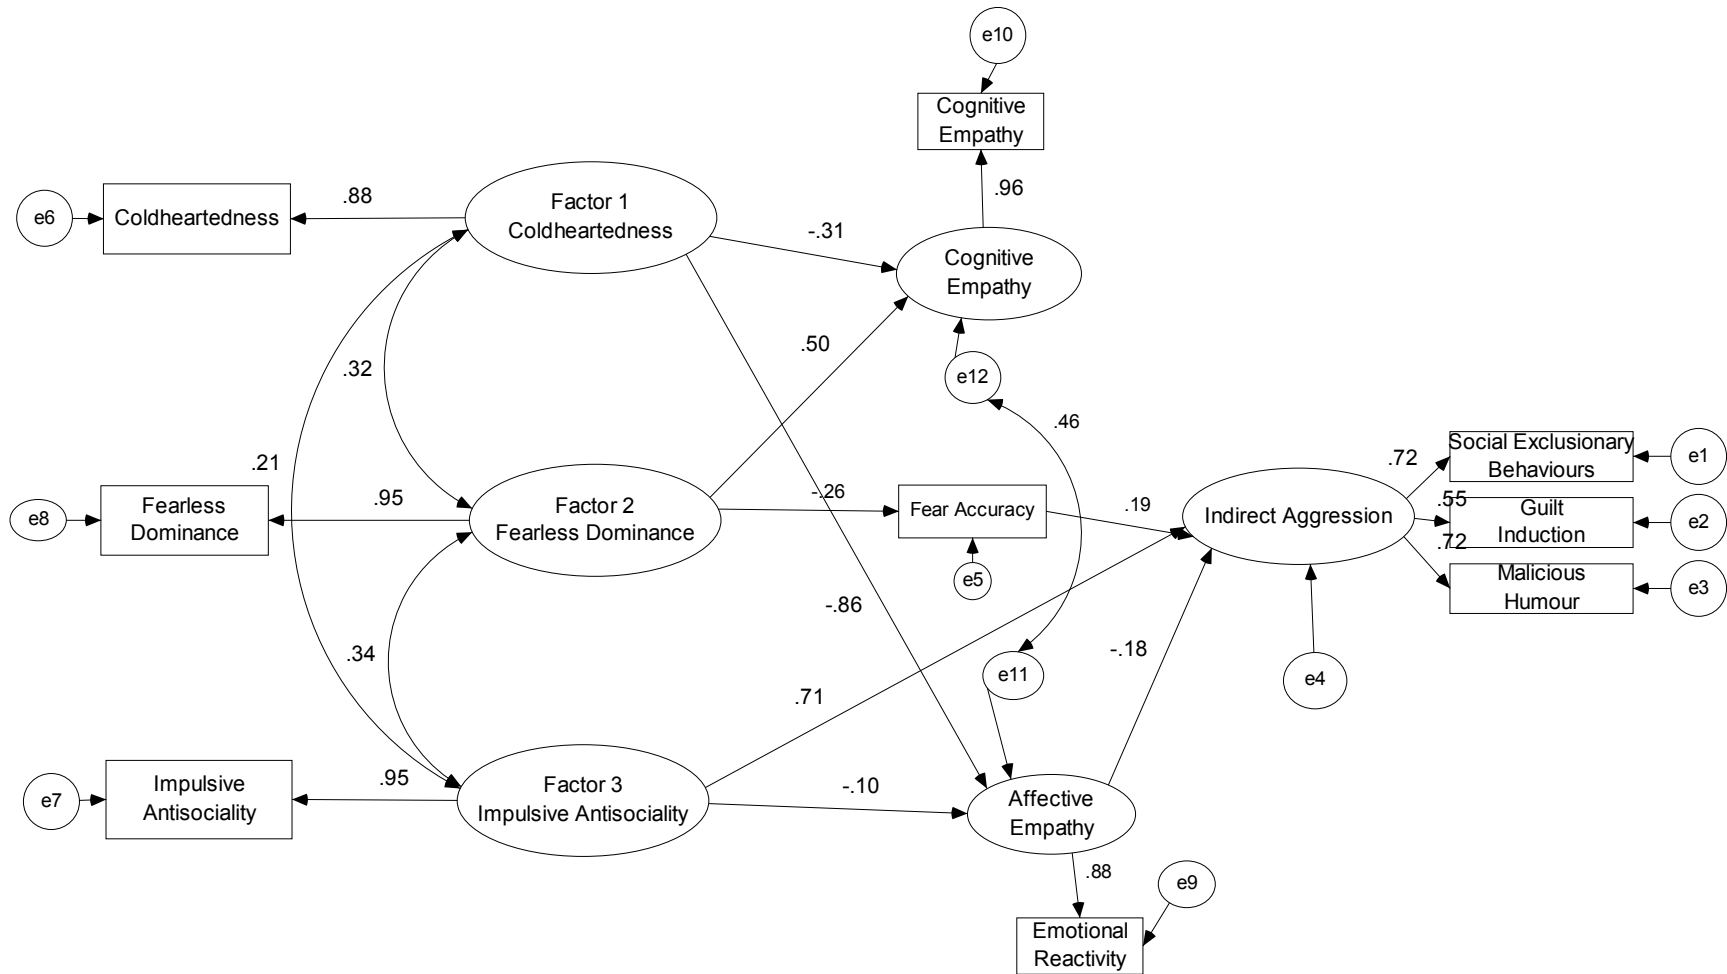 e10
Cognitive
Empathy
.96
e6
Coldheartedness
.88
Factor 1
Coldheartedness
-.31
Cognitive
Empathy
.50
.32
e12
.46
.21
e8
Fearless
Dominance
.95
Factor 2
Fearless Dominance
-.26
Fear Accuracy
.19
e5
Indirect Aggression
.72
Social Exclusionary
Behaviours
e1
.55
Guilt
Induction
e2
.72
Malicious
Humour
e3
e4
-.86
.34
-.18
e11
.71
e7
Impulsive
Antisociality
.95
Factor 3
Impulsive Antisociality
-.10
Affective
Empathy
.88
e9
Emotional
Reactivity